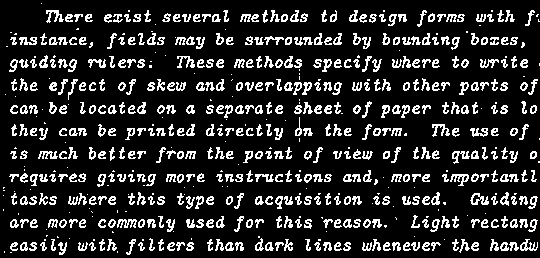 There exist several methods to design forms with
instance, fields may be surrounded by bounding boxes,
guiding rulers. These methods specify where to write
the effect of skew and overlapping with other parts of
can be located on a separate sheet of paper that is
they can be printed directly on the form. The use of
is much better from the point of view of the quality
requires giving more instructions and, more
tasks where this type of acquisition is used. Guiding
are more commonly used for this reason. Light
easily with filters than dark lines whenever the